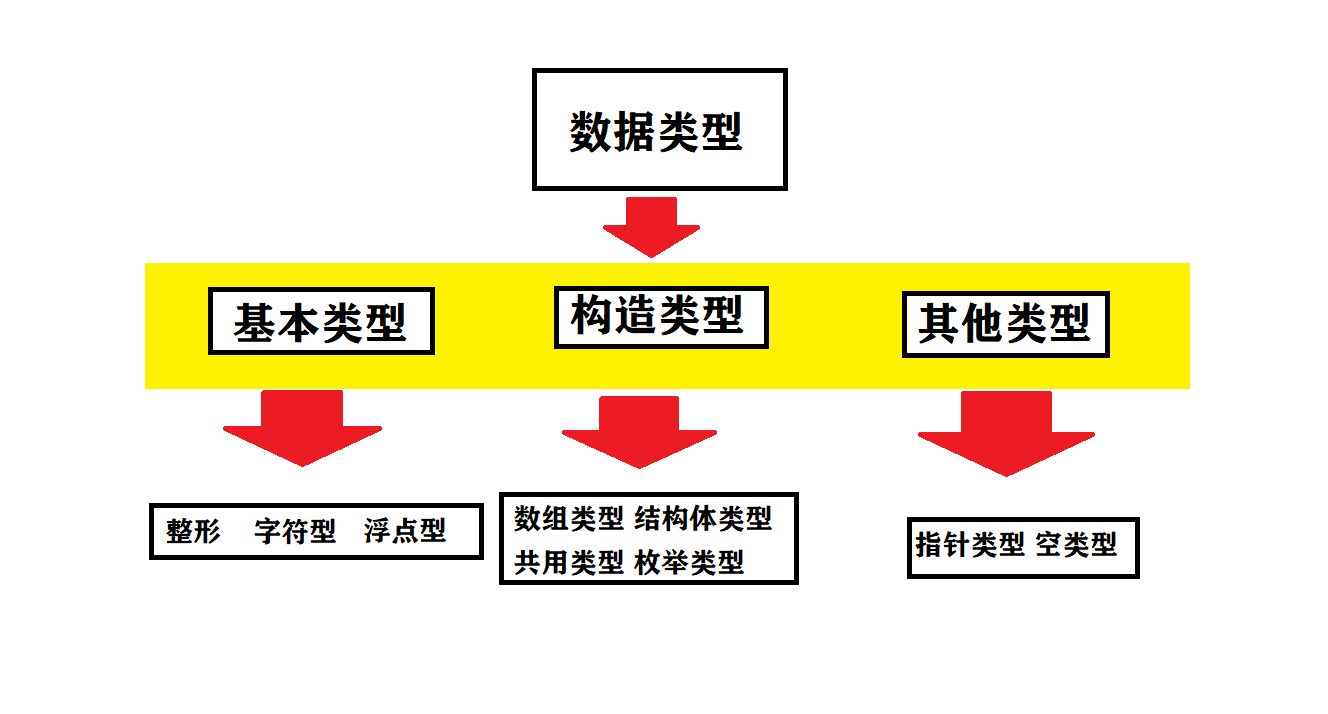 数据类型
基本类型
构造类型
其他类型
整形 字符型 浮点型
数组类型 结构体类型
共用类型 枚举类型
指针类型 空类型